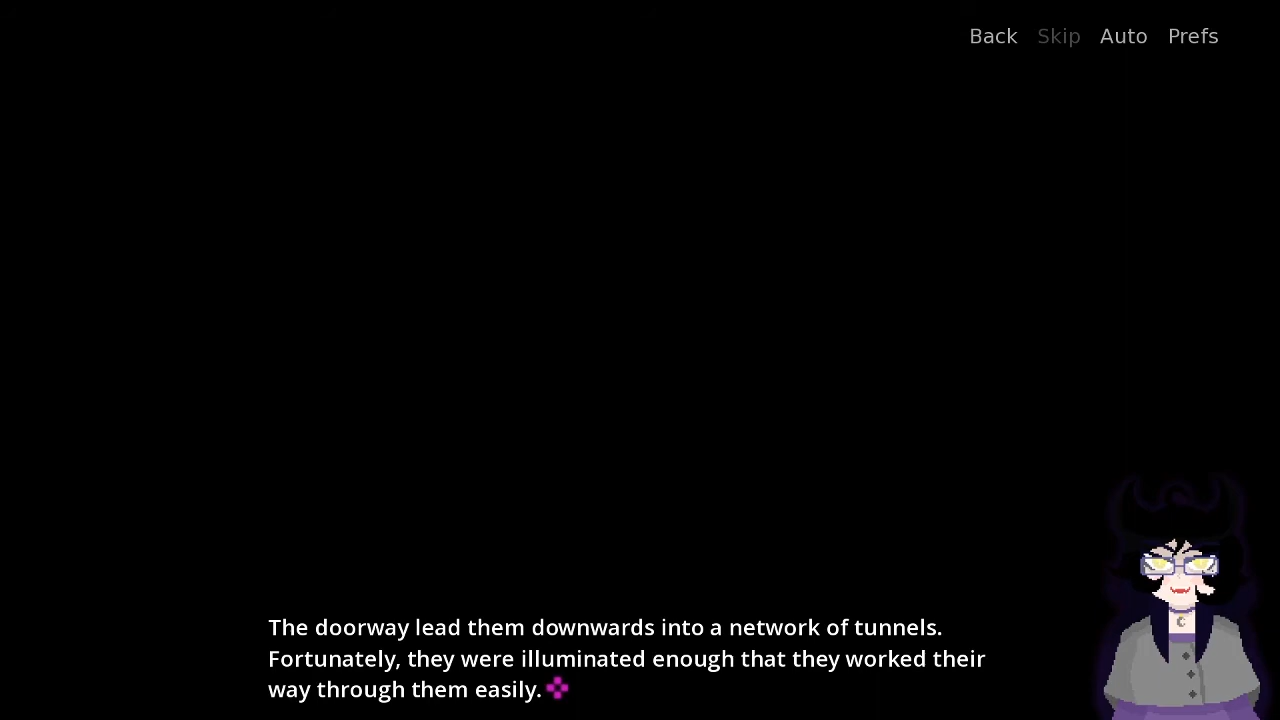 Back Skip Auto Prefs
The doorway lead them downwards into a network of tunnels.
Fortunately, they were illuminated enough that they worked their
way through them easily.